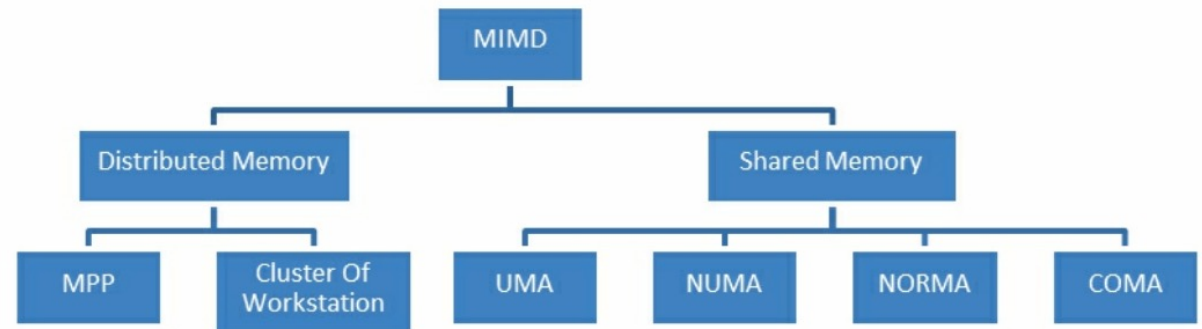 MIMD
Distributed Memory
Shared Memory
MPP
Cluster Of
Workstation
UMA
NUMA
NORMA
COMA